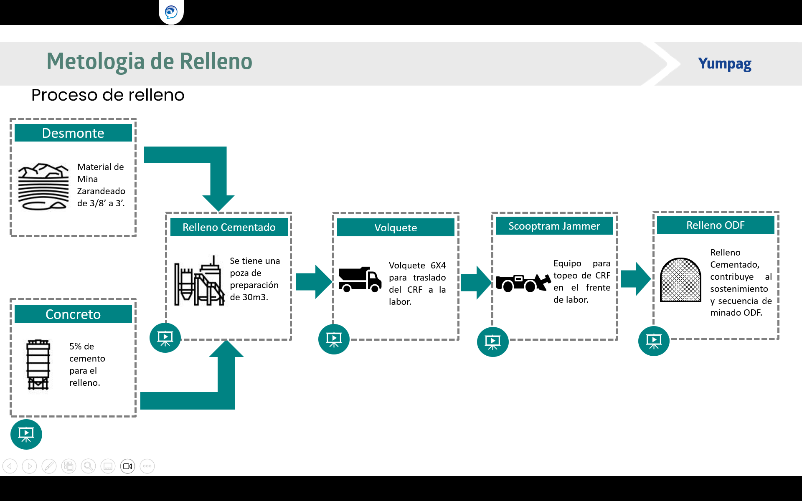 Metologia de Relleno
Yumpag
Proceso de relleno
Desmonte
Material de
Mina
Zarandeado
de 3/8' a 3'.
Concreto
5% de
cemento
para el
relleno.
Relleno Cementado
Se tiene una
poza de
preparación
de 30m3.
Volquete
Volquete 6X4
para traslado
del CRF a la
labor.
Scooptram Jammer
Equipo para
topeo de CRF
en el frente
de labor.
Relleno ODF
Relleno
Cementado,
contribuye al
sostenimiento
y secuencia de
minado ODF.